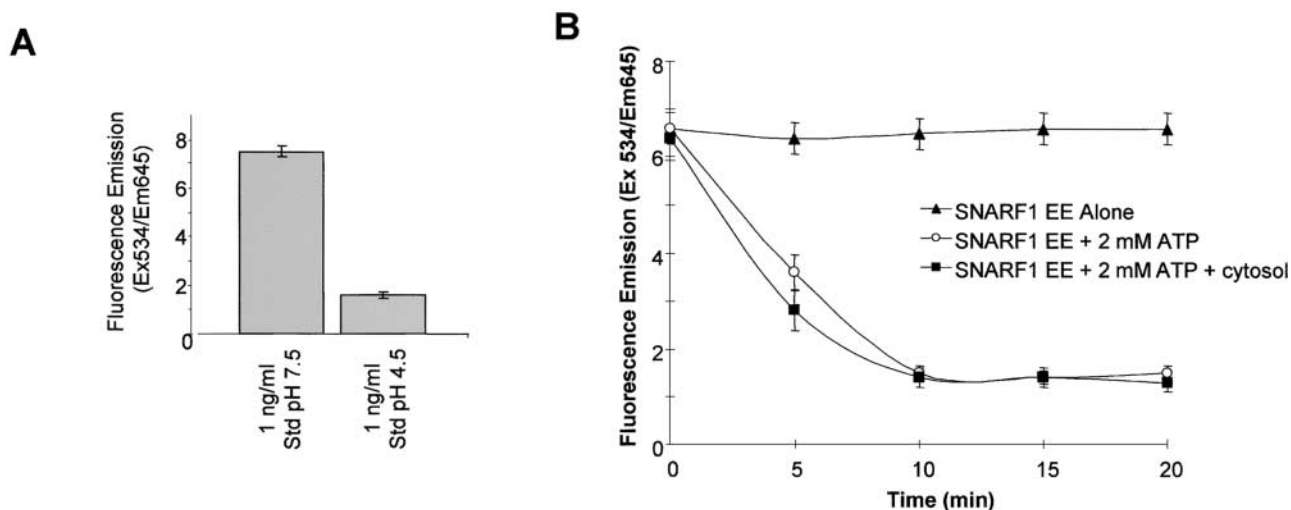 A
Fluorescence Emission
(Ex534/Em645)
8
6
4
2
0
1 ng/ml
Std pH 7.5
1 ng/ml
Std pH 4.5
B
Fluorescence Emission (Ex 534/Em645)
8
6
4
2
0
SNARF1 EE Alone
SNARF1 EE + 2 mM ATP
SNARF1 EE + 2 mM ATP + cytosol
0
5
10
15
20
Time (min)